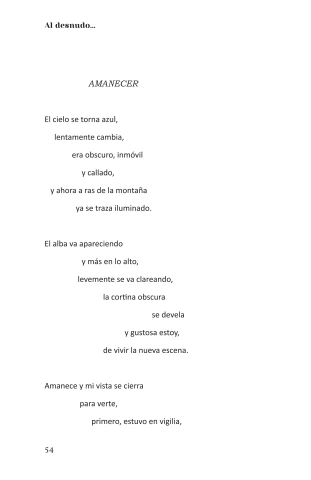 Al desnudo...
AMANECER
El cielo se torna azul,
lentamente cambia,
era obscuro, inmóvil
y callado,
y ahora a ras de la montaña
ya se traza iluminado.
El alba va apareciendo
y más en lo alto,
levemente se va clareando,
la cortina obscura
se devela
y gustosa estoy,
de vivir la nueva escena.
Amanece y mi vista se cierra
para verte,
primero, estuvo en vigilia,
54